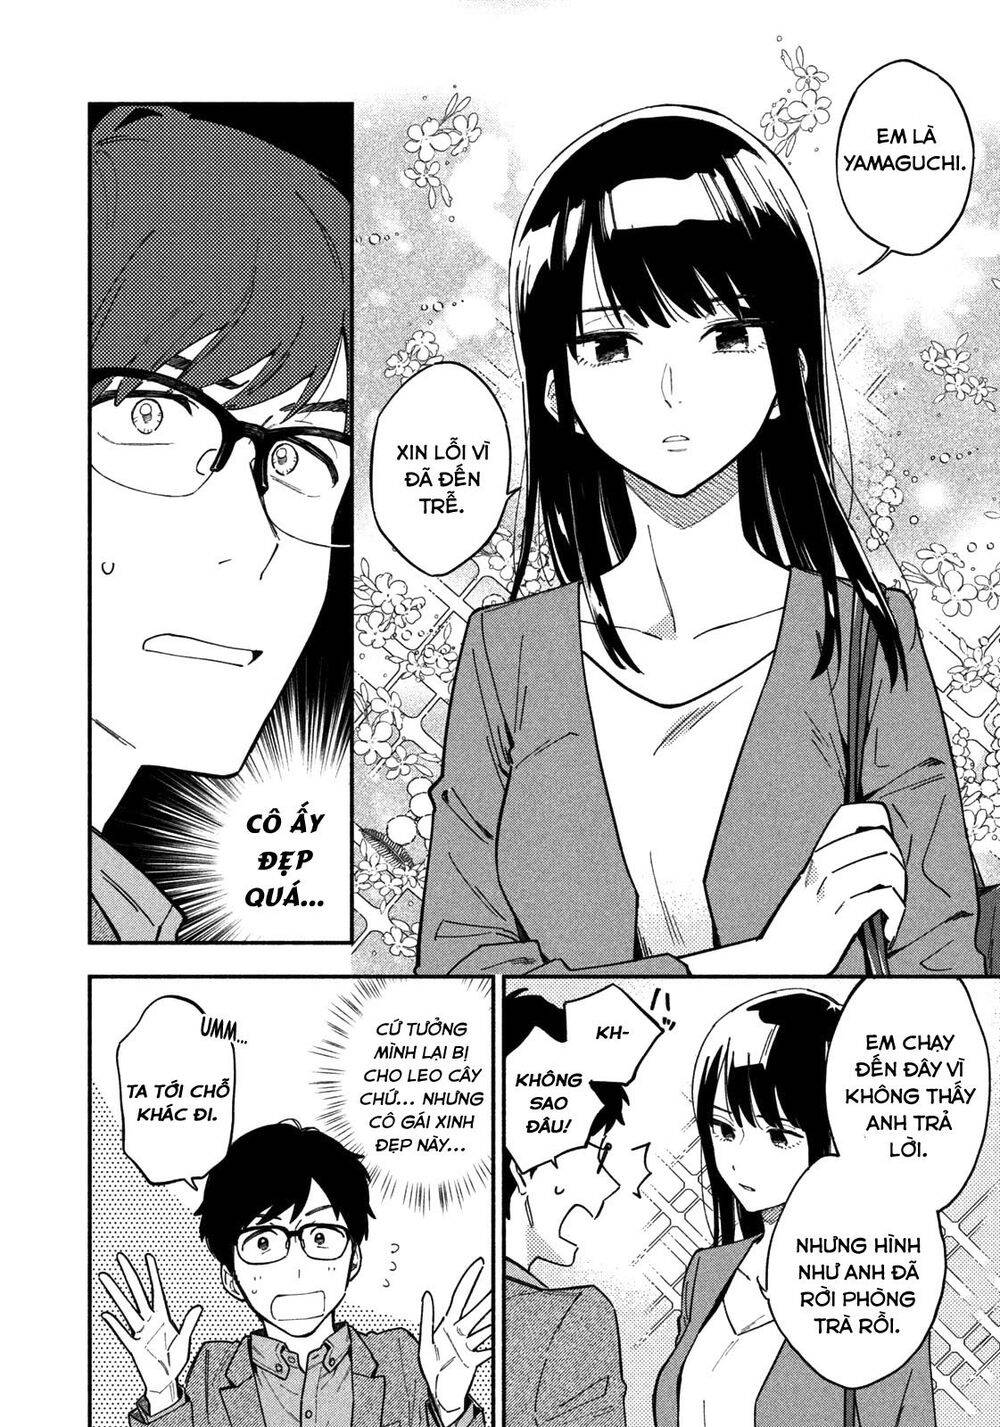 EM LÀ
YAMAGUCHI.
XIN LỖI VÌ
ĐÃ ĐẾN
TRỄ.
CÔ ẤY
ĐẸP
QUÁ...
EM CHẠY
ĐẾN ĐÂY VÌ
KHÔNG THẤY
ANH TRẢ
LỜI.
NHƯNG HÌNH
NHƯ ANH ĐÃ
RỜI PHÒNG
TRÀ RỒI.
KH-
KHÔNG
SAO
ĐÂU!
CỨ TƯỞNG
MÌNH LẠI BỊ
CHO LEO CÂY
CHỨ... NHƯNG
CÔ GÁI XINH
ĐẸP NÀY...
UMM...
TA TỚI CHỖ
KHÁC ĐI.